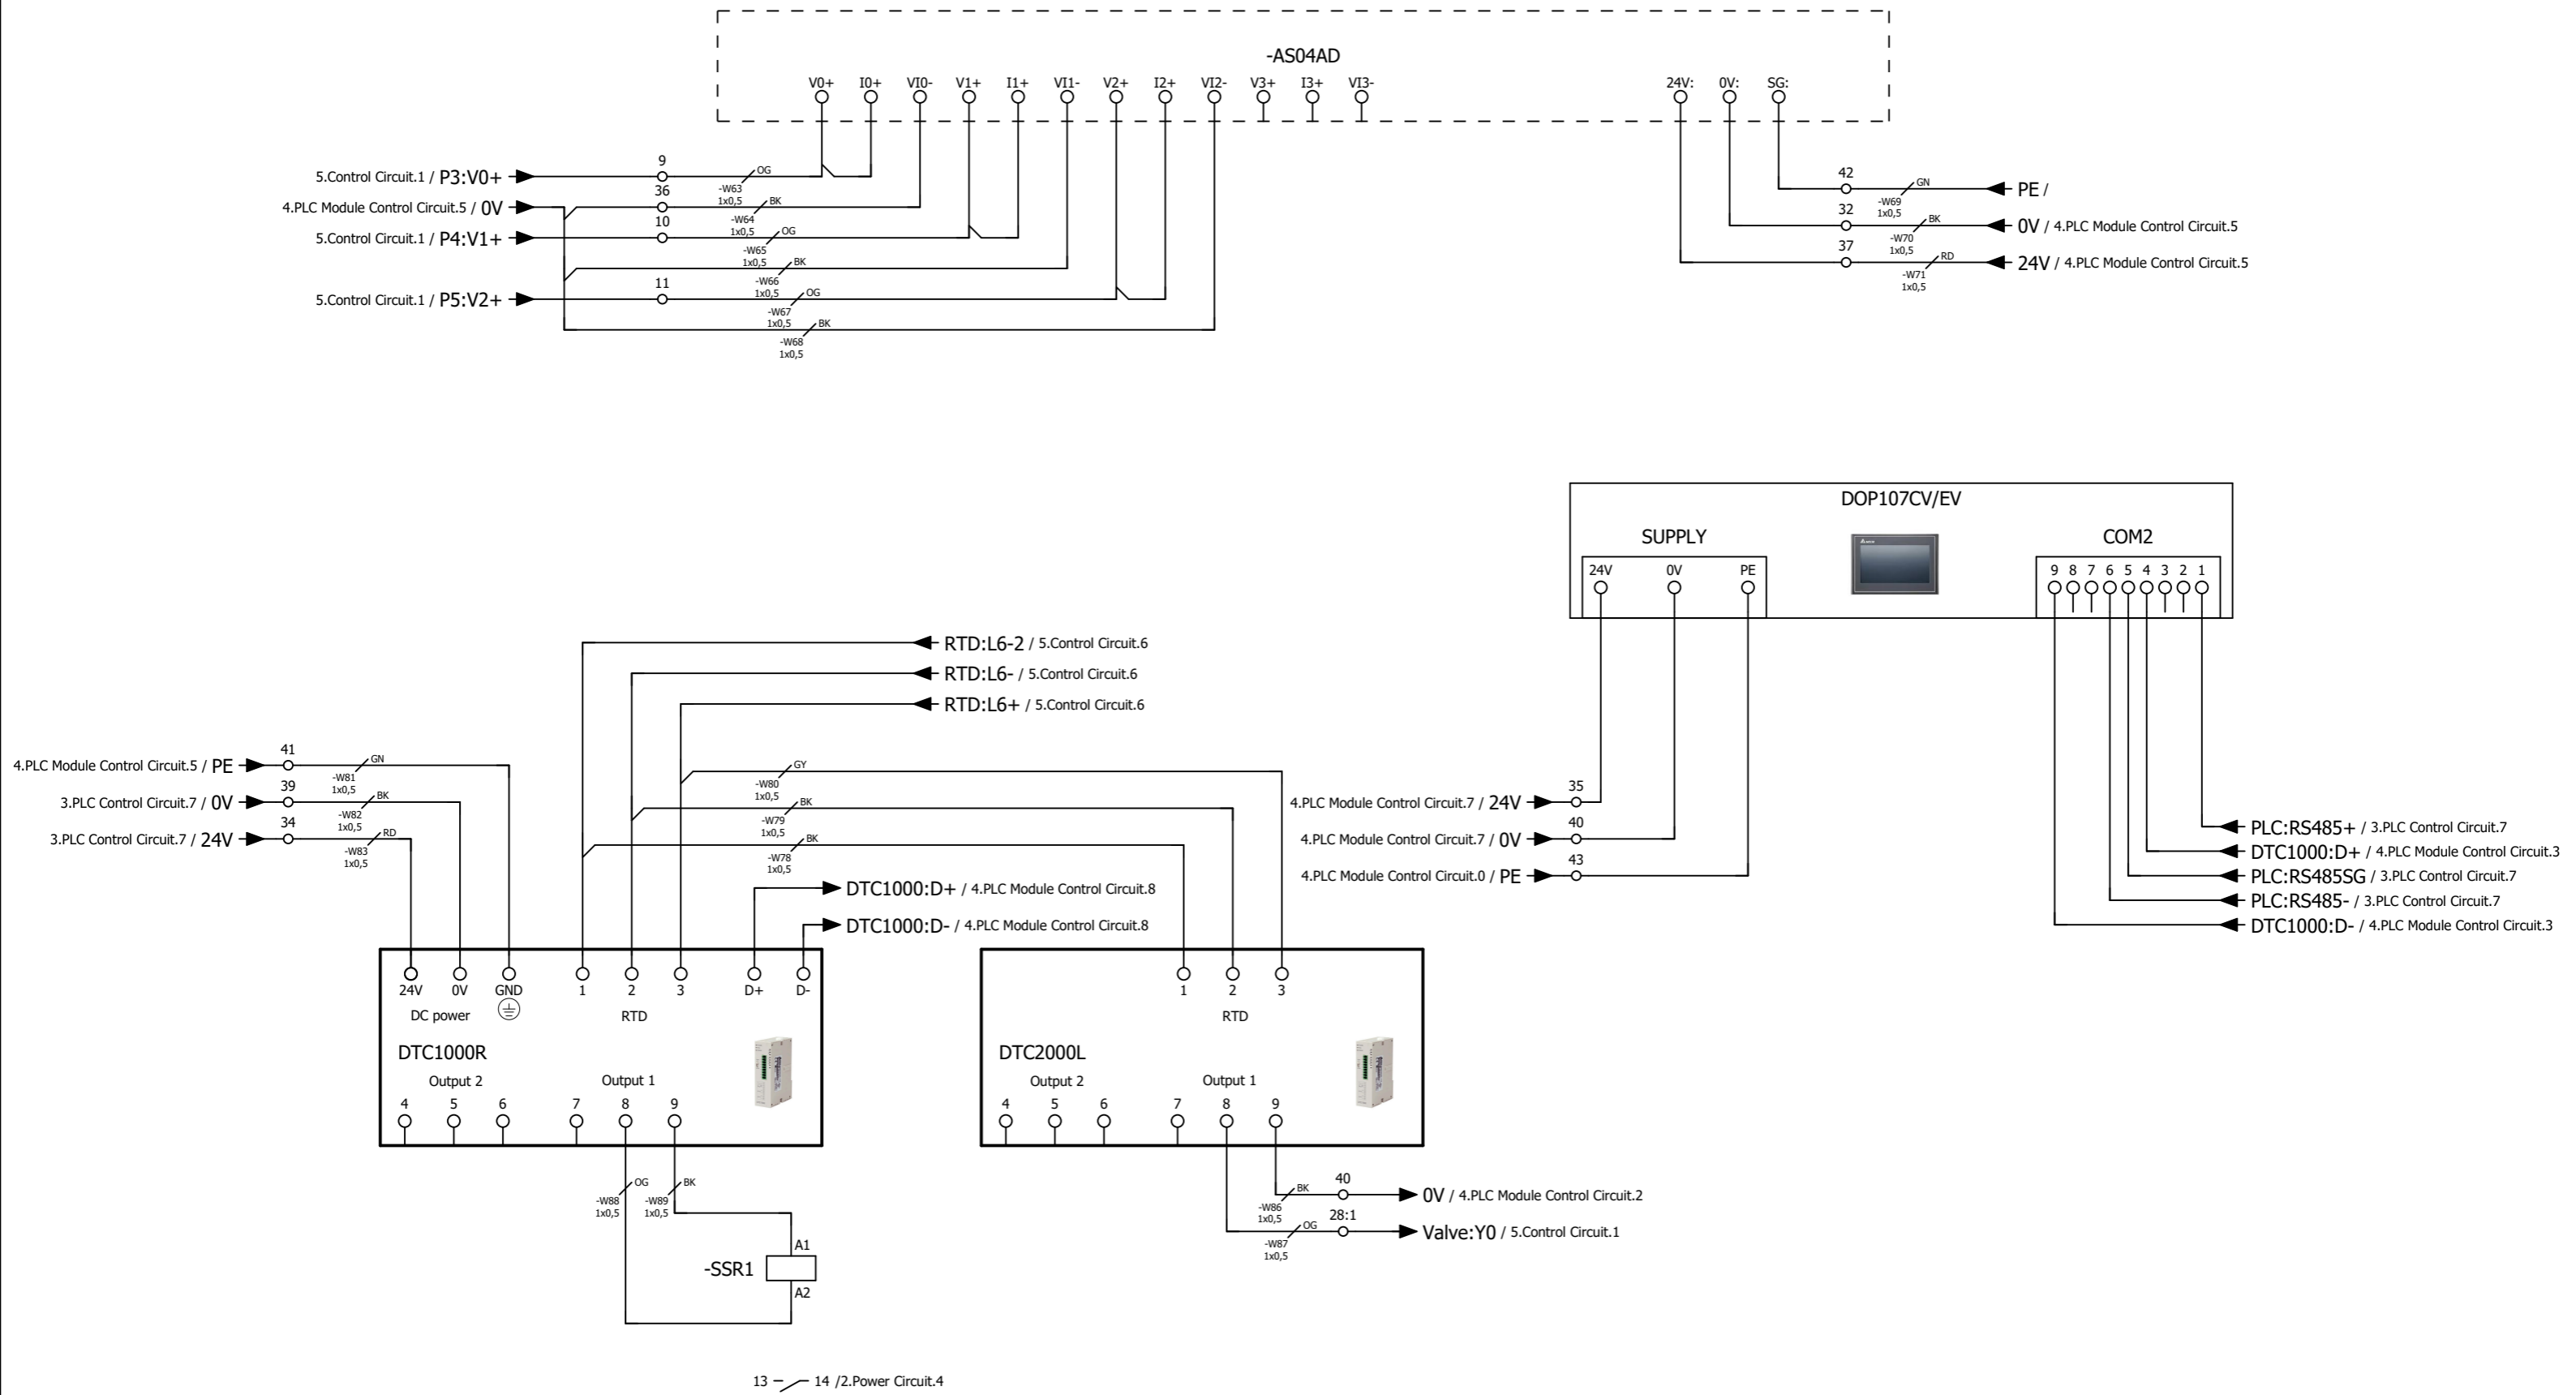 -AS04AD
V0+ I0+ VI0- V1+ I1+ VI1- V2+ I2+ VI2- V3+ I3+ VI3- 24V: 0V: SG:
5.Control Circuit.1 / P3:V0+ 9 -W63 1x0,5 OG
4.PLC Module Control Circuit.5 / 0V 36 -W64 1x0,5 BK
5.Control Circuit.1 / P4:V1+ 10 -W65 1x0,5 OG
-W66 1x0,5 BK
5.Control Circuit.1 / P5:V2+ 11 -W67 1x0,5 OG
-W68 1x0,5 BK
42 -W69 1x0,5 GN PE /
32 -W70 1x0,5 BK 0V / 4.PLC Module Control Circuit.5
37 -W71 1x0,5 RD 24V / 4.PLC Module Control Circuit.5
DOP107CV/EV
SUPPLY
COM2
24V 0V PE
9 8 7 6 5 4 3 2 1
RTD:L6-2 / 5.Control Circuit.6
RTD:L6- / 5.Control Circuit.6
RTD:L6+ / 5.Control Circuit.6
4.PLC Module Control Circuit.5 / PE 41 -W81 1x0,5 GN
3.PLC Control Circuit.7 / 0V 39 -W82 1x0,5 BK
3.PLC Control Circuit.7 / 24V 34 -W83 1x0,5 RD
-W80 1x0,5 GY
-W79 1x0,5 BK
-W78 1x0,5 BK
4.PLC Module Control Circuit.7 / 24V 35
4.PLC Module Control Circuit.7 / 0V 40
4.PLC Module Control Circuit.0 / PE 43
PLC:RS485+ / 3.PLC Control Circuit.7
DTC1000:D+ / 4.PLC Module Control Circuit.3
PLC:RS485SG / 3.PLC Control Circuit.7
PLC:RS485- / 3.PLC Control Circuit.7
DTC1000:D- / 4.PLC Module Control Circuit.3
DTC1000:D+ / 4.PLC Module Control Circuit.8
DTC1000:D- / 4.PLC Module Control Circuit.8
24V 0V GND 1 2 3 D+ D-
DC power RTD
DTC1000R
Output 2 Output 1
4 5 6 7 8 9
1 2 3
RTD
DTC2000L
Output 2 Output 1
4 5 6 7 8 9
-W88 1x0,5 OG
-W89 1x0,5 BK
-W86 1x0,5 BK 40 0V / 4.PLC Module Control Circuit.2
-W87 1x0,5 OG 28:1 Valve:Y0 / 5.Control Circuit.1
A1
-SSR1
A2
13 14 /2.Power Circuit.4